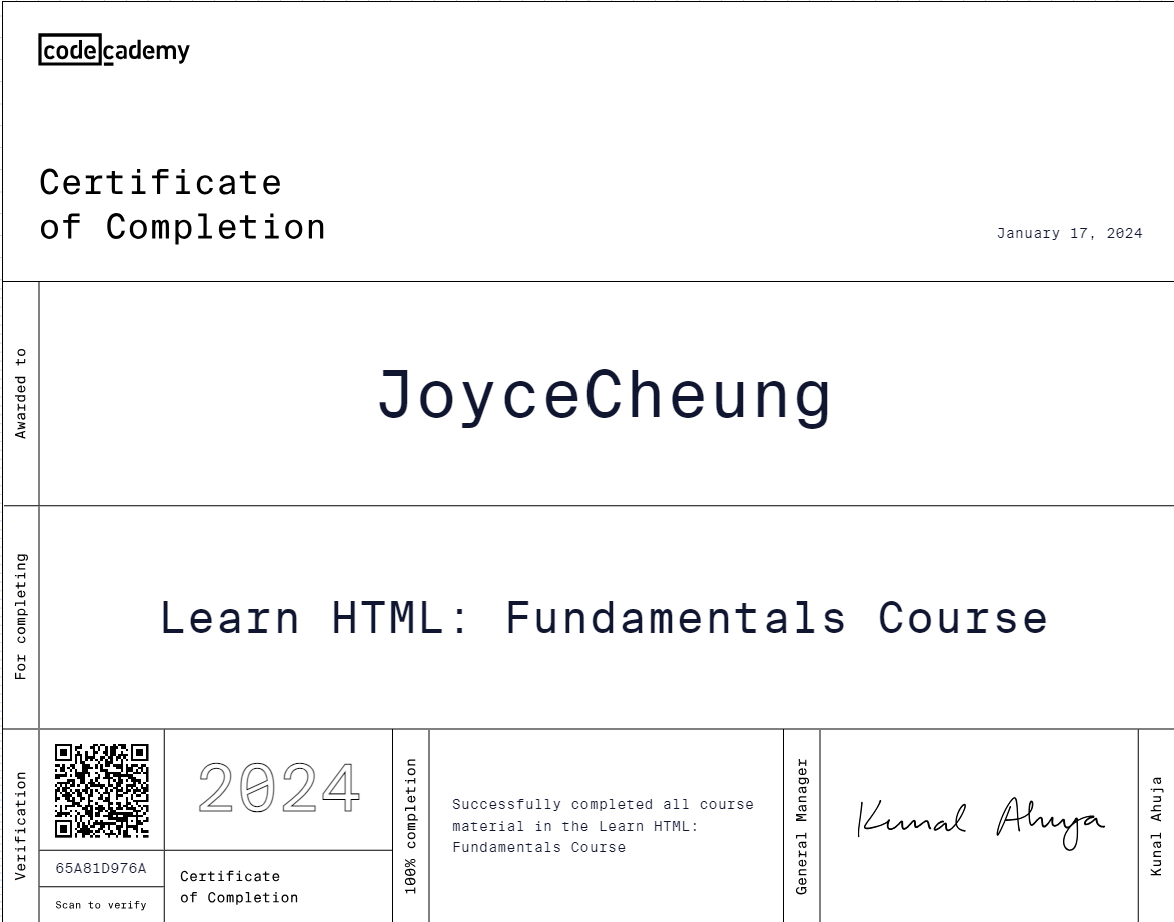 codecademy
Certificate
of Completion
January 17, 2024
Awarded to
JoyceCheung
For completing
Learn HTML: Fundamentals Course
Verification
65A81D976A
Scan to verify
2024
Certificate
of Completion
100% completion
Successfully completed all course
material in the Learn HTML:
Fundamentals Course
General Manager
Kunal Ahuja
Kunal Ahuja